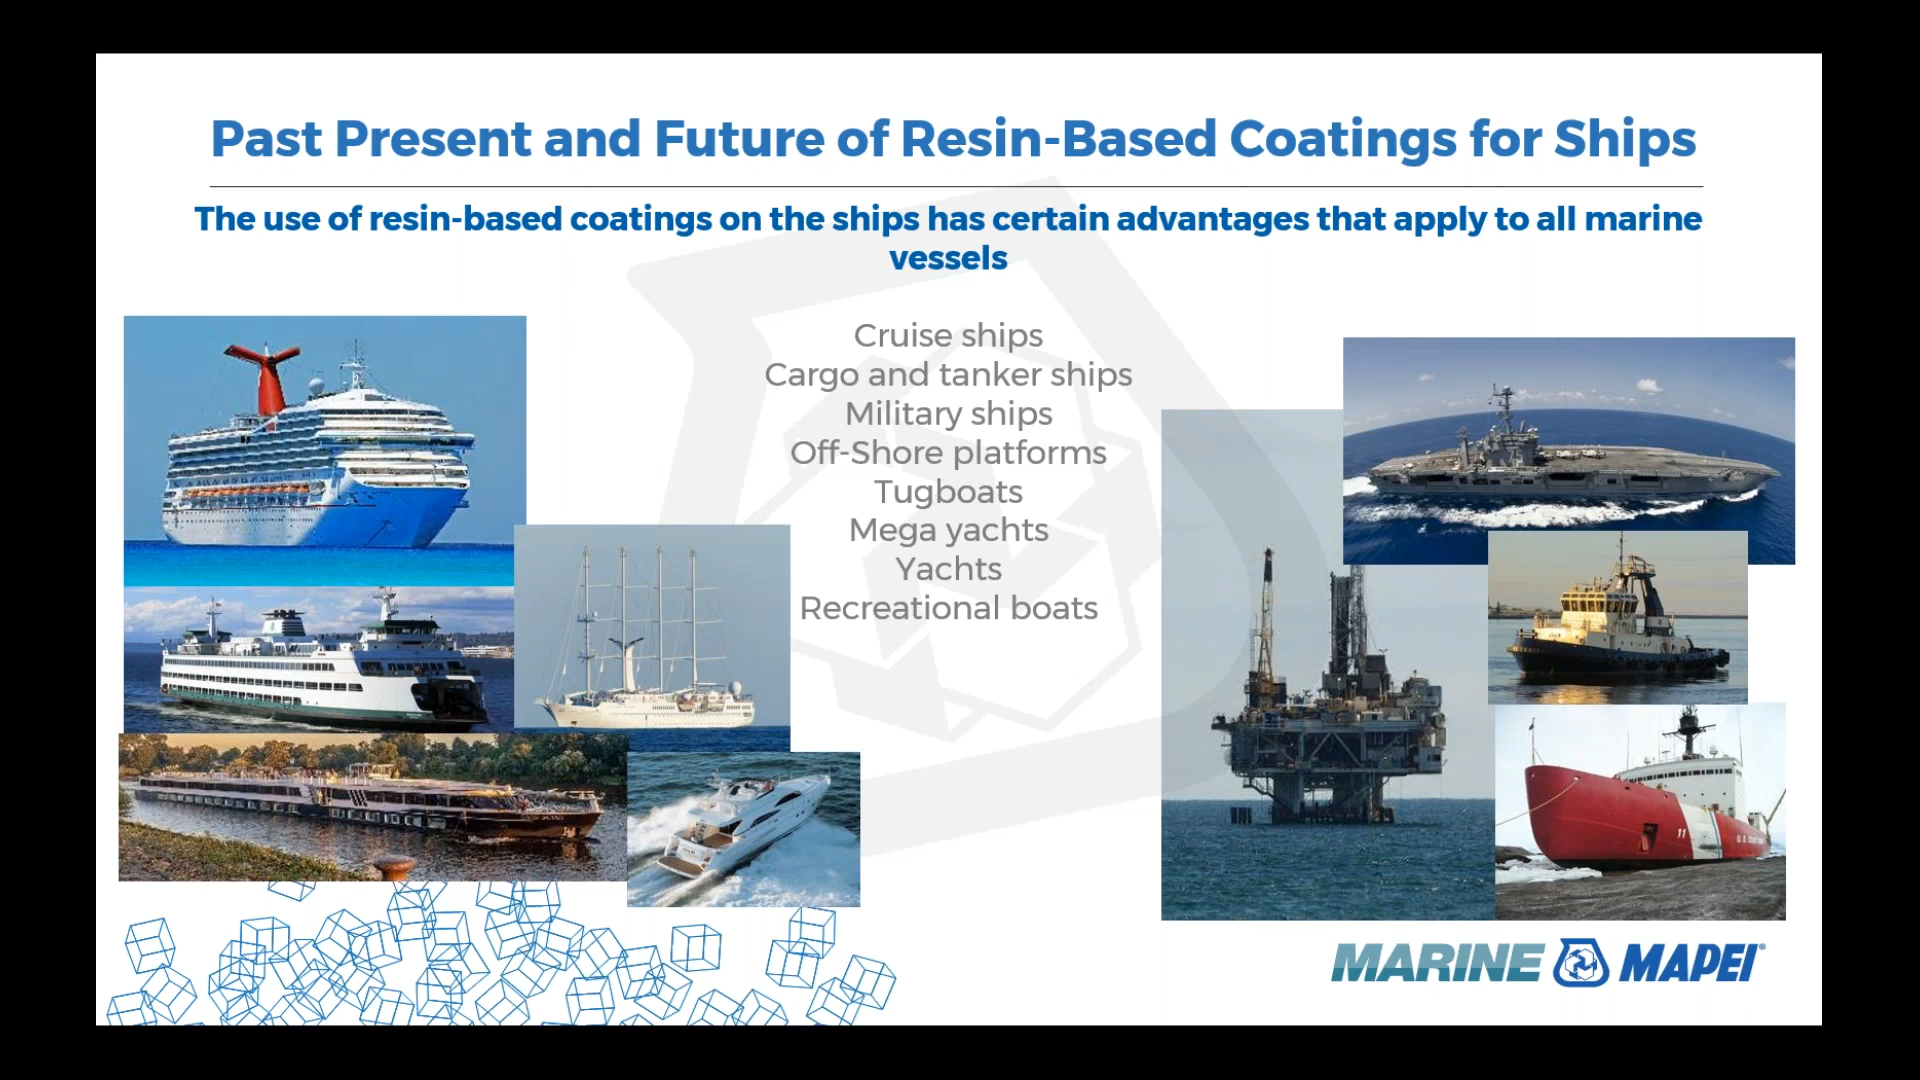 Past Present and Future of Resin-Based Coatings for Ships
The use of resin-based coatings on the ships has certain advantages that apply to all marine
vessels
Cruise ships
Cargo and tanker ships
Military ships
Off-Shore platforms
Tugboats
Mega yachts
Yachts
Recreational boats
11
MARINE MAPEI®